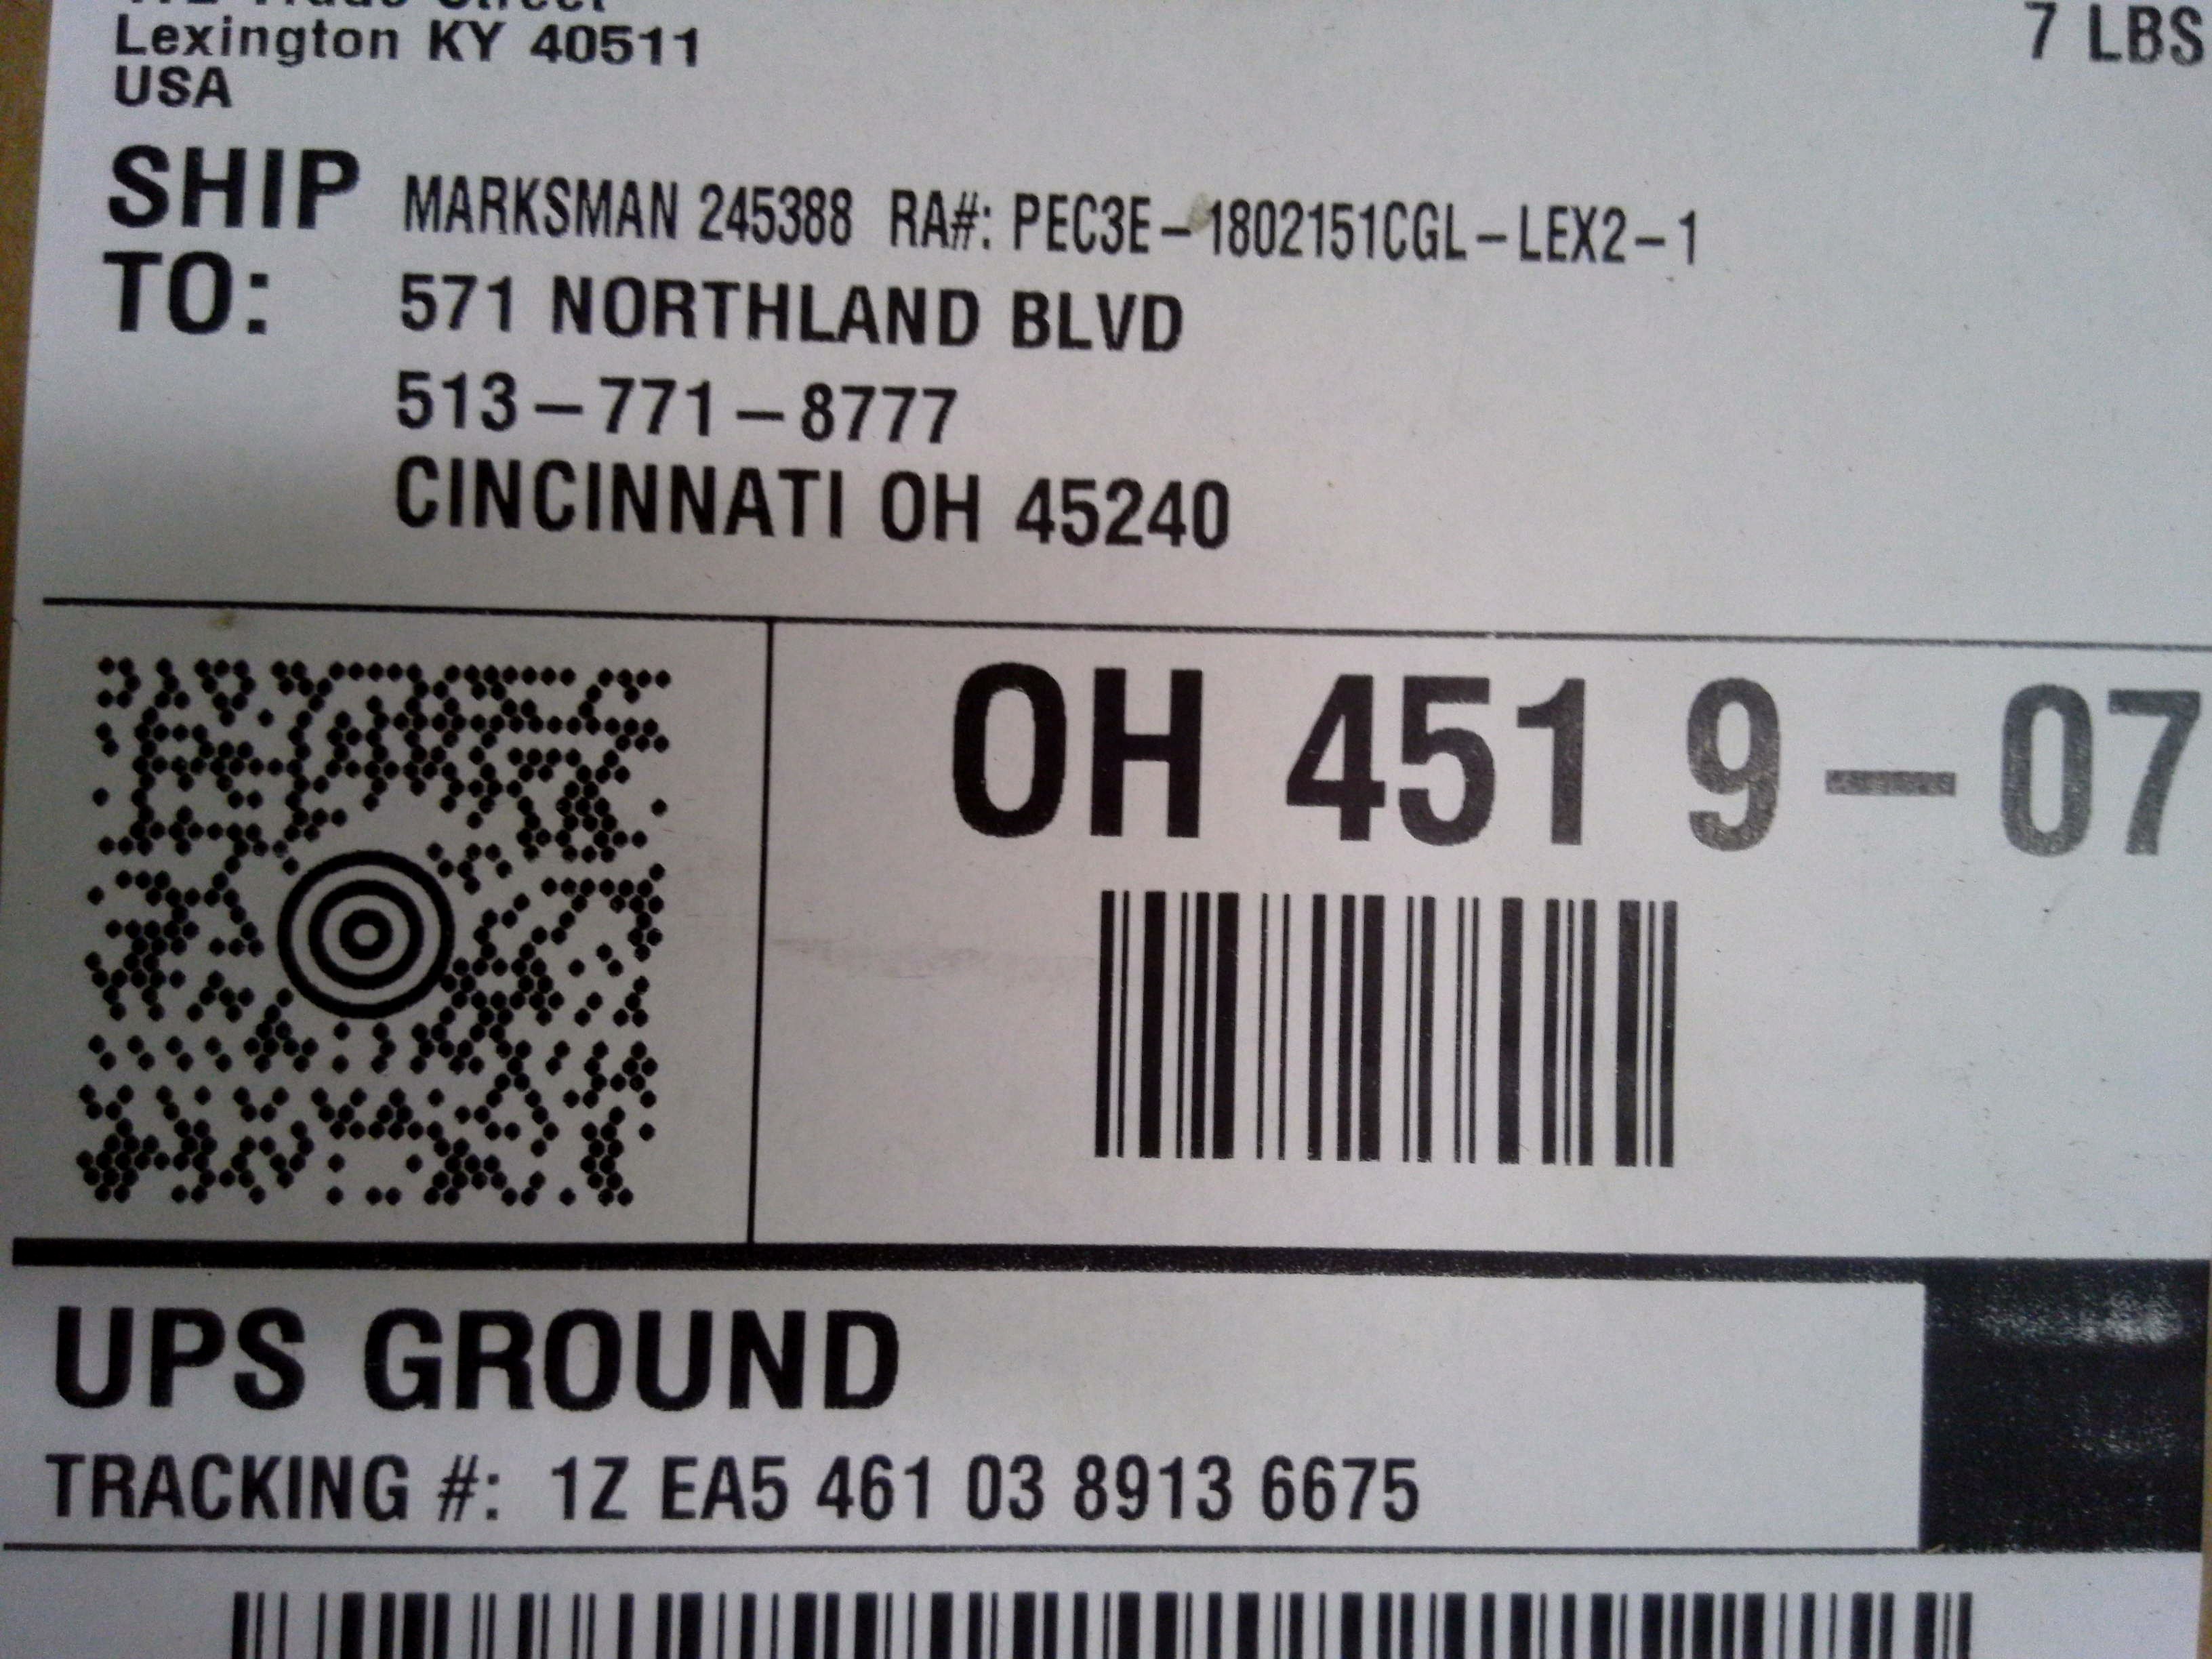 Lexington KY 40511
7 LBS
USA
SHIP TO:
MARKSMAN 245388 RA#: PEC3E-1802151CGL-LEX2-1
571 NORTHLAND BLVD
513-771-8777
CINCINNATI OH 45240
OH 451 9-07
UPS GROUND
TRACKING #: 1Z EA5 461 03 8913 6675